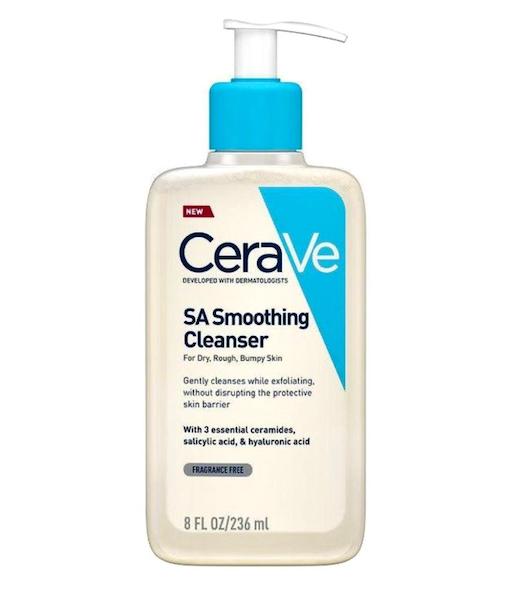 NEW
CeraVe
DEVELOPED WITH DERMATOLOGISTS
SA Smoothing
Cleanser
For Dry, Rough, Bumpy Skin
Gently cleanses while exfoliating,
without disrupting the protective
skin barrier
With 3 essential ceramides,
salicylic acid, & hyaluronic acid
FRAGRANCE FREE
8 FL OZ/236 ml